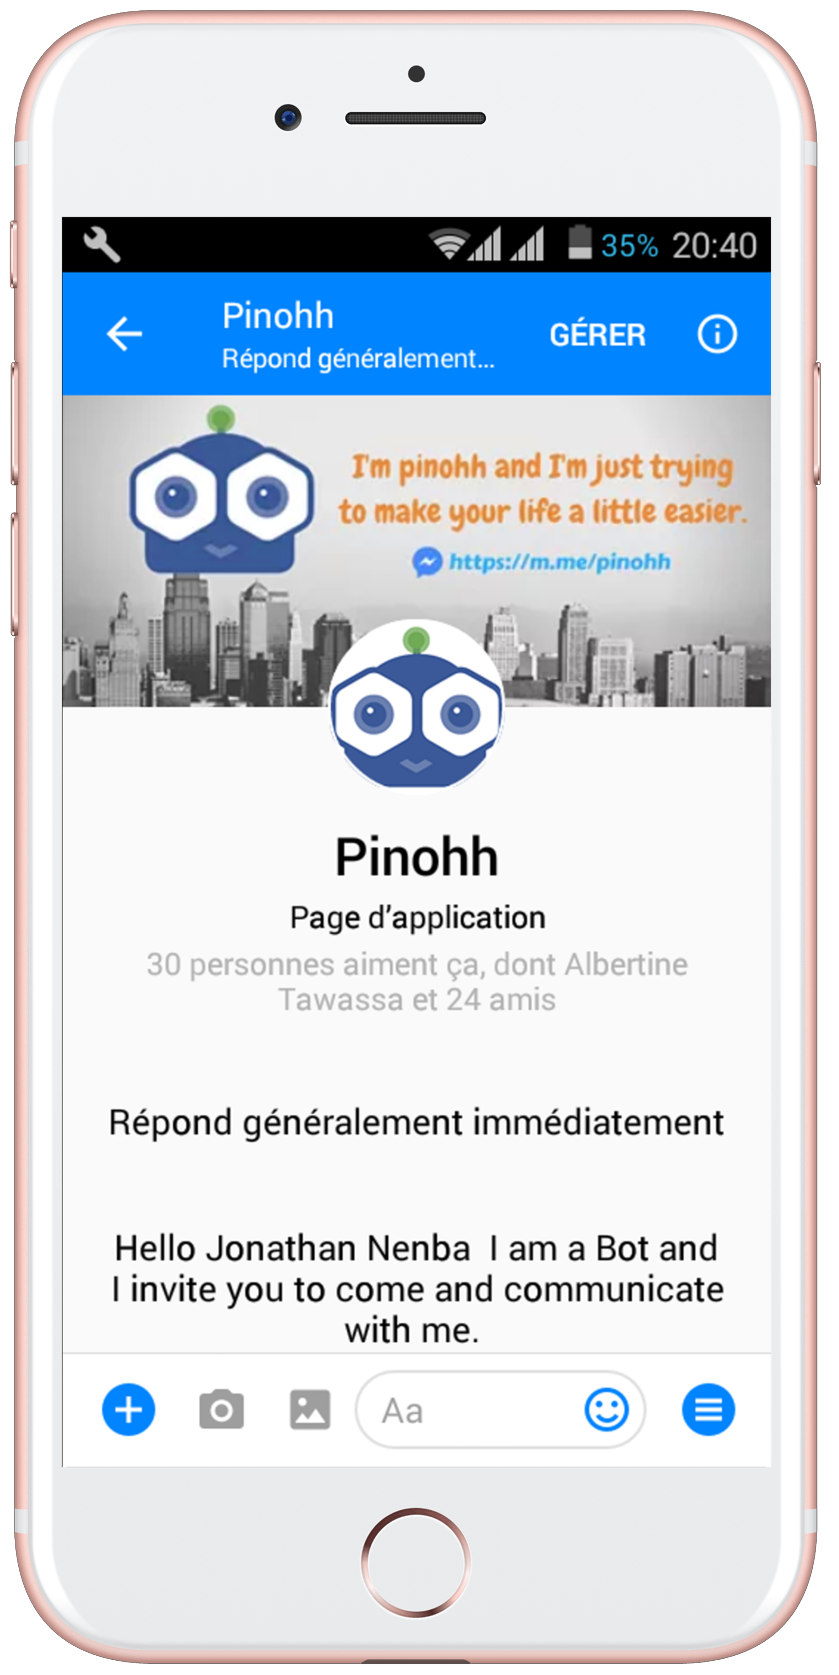 35% 20:40
Pinohh
Répond généralement...
GÉRER
I'm pinohh and I'm just trying
to make your life a little easier.
https://m.me/pinohh
Pinohh
Page d'application
30 personnes aiment ça, dont Albertine
Tawassa et 24 amis
Répond généralement immédiatement
Hello Jonathan Nenba  I am a Bot and
I invite you to come and communicate
with me.
Aa